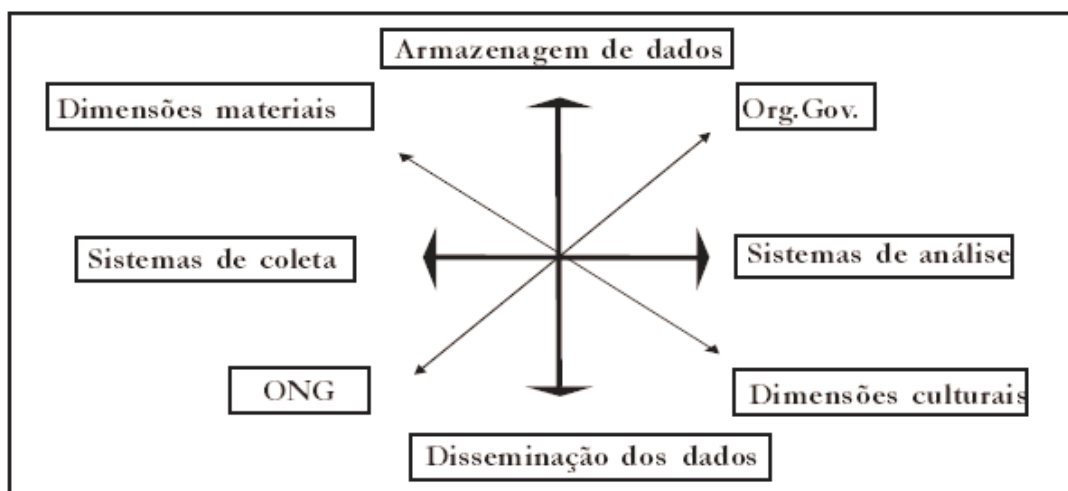 Armazenagem de dados
Dimensões materiais
Org.Gov.
Sistemas de coleta
Sistemas de análise
ONG
Dimensões culturais
Disseminação dos dados